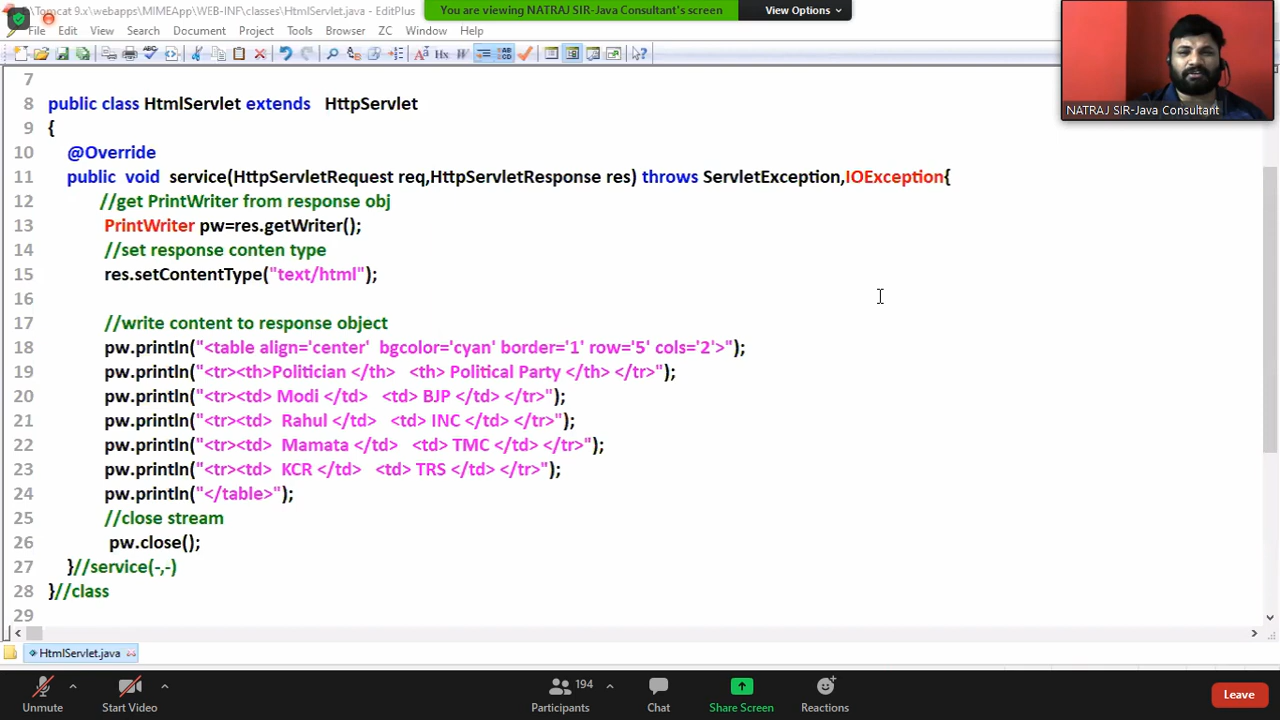 \Tomcat 9.x\webapps\MIMEApp\WEB-INF\classes\HtmlServlet.java - EditPlus
You are viewing NATRAJ SIR-Java Consultant's screen
View Options
File Edit View Search Document Project Tools Browser ZC Window Help
NATRAJ SIR-Java Consultant
7
8 public class HtmlServlet extends HttpServlet
9 {
10 @Override
11 public void service(HttpServletRequest req,HttpServletResponse res) throws ServletException,IOException{
12 //get PrintWriter from response obj
13 PrintWriter pw=res.getWriter();
14 //set response conten type
15 res.setContentType("text/html");
16
17 //write content to response object
18 pw.println("<table align='center' bgcolor='cyan' border='1' row='5' cols='2'>");
19 pw.println("<tr><th>Politician </th> <th> Political Party </th> </tr>");
20 pw.println("<tr><td> Modi </td> <td> BJP </td> </tr>");
21 pw.println("<tr><td> Rahul </td> <td> INC </td> </tr>");
22 pw.println("<tr><td> Mamata </td> <td> TMC </td> </tr>");
23 pw.println("<tr><td> KCR </td> <td> TRS </td> </tr>");
24 pw.println("</table>");
25 //close stream
26 pw.close();
27 }//service(-,-)
28 }//class
29
HtmlServlet.java
194
Unmute Start Video Participants Chat Share Screen Reactions Leave